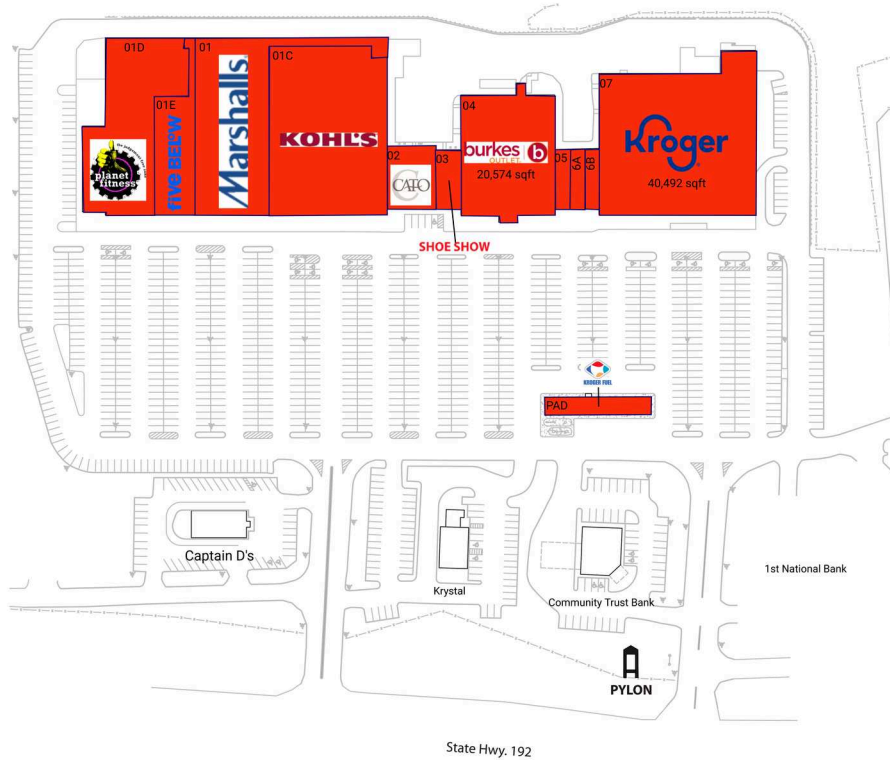 01D
01
01C
01E
04
07
planet
fitness
five BELOW
Marshalls
KOHL'S
02
CATO
03
burkes
OUTLET
b
20,574 sqft
05
6A
6B
Kroger
40,492 sqft
SHOE SHOW
KROGER FUEL
PAD
Captain D's
Krystal
Community Trust Bank
1st National Bank
PYLON
State Hwy. 192